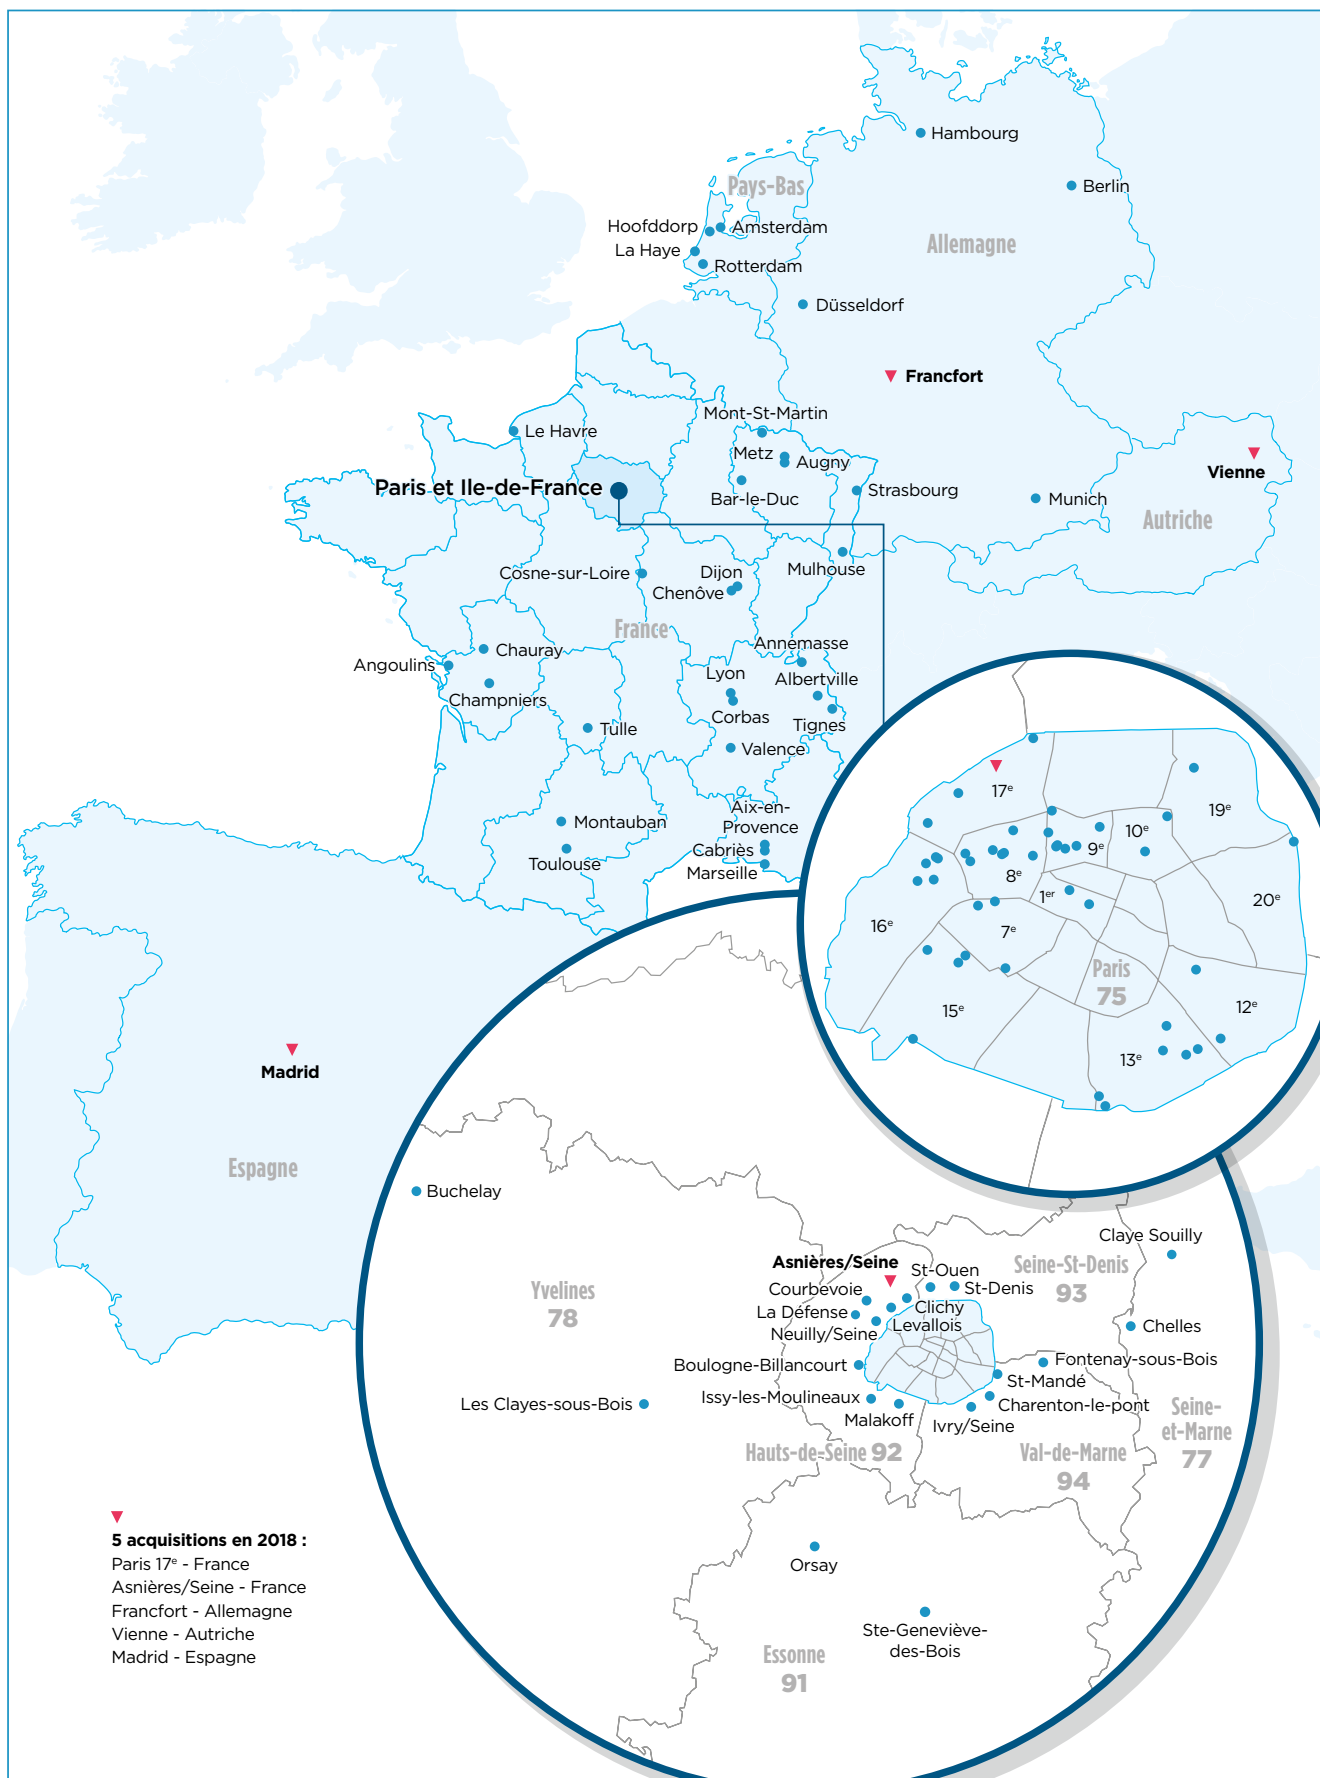 Hambourg
Pays-Bas
Berlin
Hoofddorp
Amsterdam
Allemagne
La Haye
Rotterdam
Düsseldorf
Francfort
Mont-St-Martin
Le Havre
Metz
Augny
Vienne
Paris et Ile-de-France
Bar-le-Duc
Strasbourg
Munich
Autriche
Cosne-sur-Loire
Dijon
Mulhouse
Chenôve
France
Chauray
Annemasse
Angoulins
Lyon
Albertville
Champniers
Corbas
Tignes
Tulle
Valence
Montauban
Aix-en-
Provence
Cabriès
Toulouse
Marseille
17e
19e
10e
9e
8e
1er
20e
16e
7e
Paris
75
15e
12e
13e
Madrid
Espagne
Buchelay
Claye Souilly
Asnières/Seine
St-Ouen
Seine-St-Denis
93
Courbevoie
St-Denis
Yvelines
78
La Défense
Clichy
Levallois
Neuilly/Seine
Chelles
Boulogne-Billancourt
Fontenay-sous-Bois
St-Mandé
Issy-les-Moulineaux
Les Clayes-sous-Bois
Charenton-le-pont
Malakoff
Ivry/Seine
Seine-
et-Marne
77
Hauts-de-Seine 92
Val-de-Marne
94
Orsay
Ste-Geneviève-
des-Bois
Essonne
91
5 acquisitions en 2018 :
Paris 17e - France
Asnières/Seine - France
Francfort - Allemagne
Vienne - Autriche
Madrid - Espagne